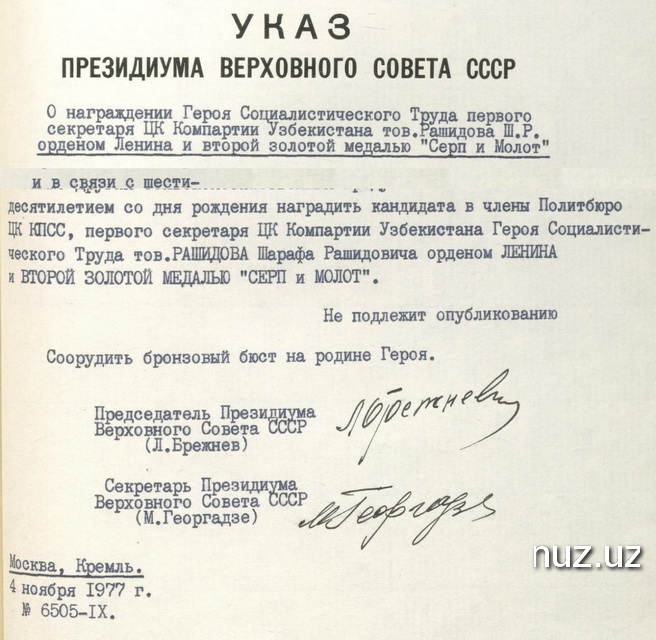 УКАЗ
ПРЕЗИДИУМА ВЕРХОВНОГО СОВЕТА СССР
О награждении Героя Социалистического Труда первого
секретаря ЦК Компартии Узбекистана тов.Рашидова Ш.Р.
орденом Ленина и второй золотой медалью "Серп и Молот"
и в связи с шести-
десятилетием со дня рождения наградить кандидата в члены Политбюро
ЦК КПСС, первого секретаря ЦК Компартии Узбекистана Героя Социалисти-
ческого Труда тов.РАШИДОВА Шарафа Рашидовича орденом ЛЕНИНА
и ВТОРОЙ ЗОЛОТОЙ МЕДАЛЬЮ "СЕРП и МОЛОТ".
Не подлежит опубликованию
Соорудить бронзовый бюст на родине Героя.
Председатель Президиума
Верховного Совета СССР
(Л.Брежнев)
Л Брежнев
Секретарь Президиума
Верховного Совета СССР
(М.Георгадзе)
М Георгадзе
Москва, Кремль.
4 ноября 1977 г.
№ 6505-IX.
nuz.uz